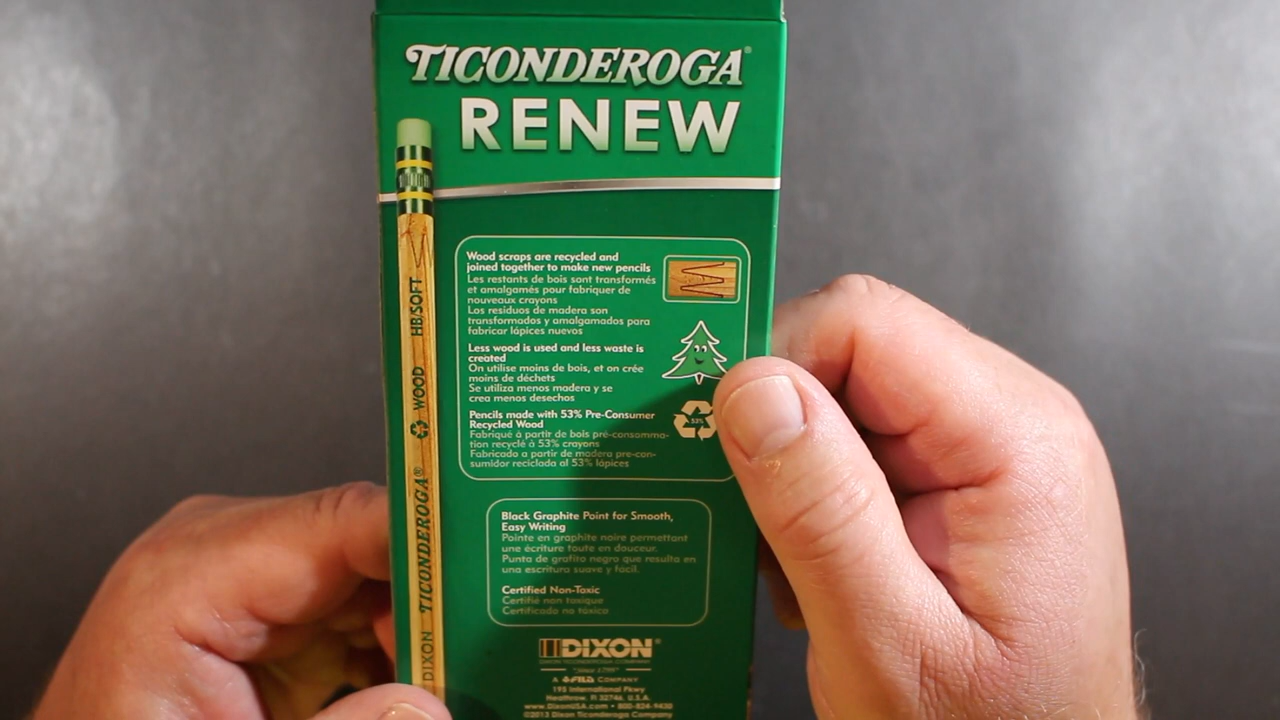 TICONDEROGA®
RENEW
Wood scraps are recycled and
joined together to make new pencils
Les restants de bois sont transformés
et amalgamés pour fabriquer de
nouveaux crayons
Los residuos de madera son
transformados y amalgamados para
fabricar lápices nuevos
Less wood is used and less waste is
created
On utilise moins de bois, et on crée
moins de déchets
Se utiliza menos madera y se
crea menos desechos
Pencils made with 53% Pre-Consumer
Recycled Wood
Fabriqué à partir de bois pré-consomma-
tion recyclé à 53% crayons
Fabricado a partir de madera pre-con-
sumidor reciclada al 53% lápices
53%
Black Graphite Point for Smooth,
Easy Writing
Pointe en graphite noire permettant
une écriture toute en douceur.
Punta de grafito negro que resulta en
una escritura suave y fácil.
Certified Non-Toxic
Certifié non toxique
Certificado no tóxico
DIXON TICONDEROGA® WOOD HB/SOFT
DIXON®
DIXON TICONDEROGA COMPANY
"Since 1795"
A FILA COMPANY
195 International Pkwy
Heathrow, Fl 32746, U.S.A.
www.DixonUSA.com • 800-824-9430
©2013 Dixon Ticonderoga Company